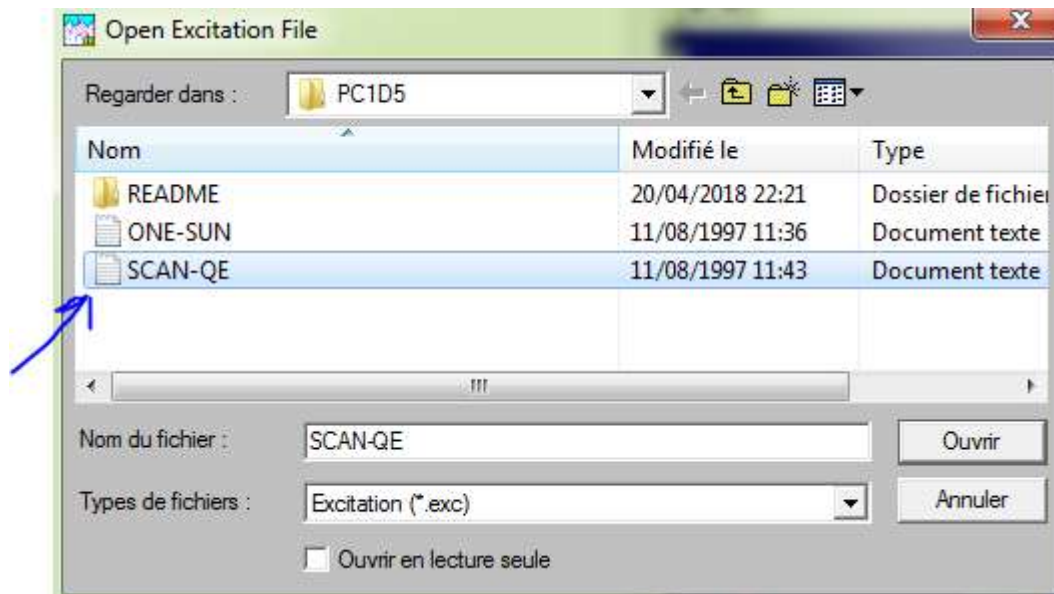 Open Excitation File
Regarder dans :
PC1D5
Nom Modifié le Type
README 20/04/2018 22:21 Dossier de fichie
ONE-SUN 11/08/1997 11:36 Document texte
SCAN-QE 11/08/1997 11:43 Document texte
Nom du fichier : SCAN-QE Ouvrir
Types de fichiers : Excitation (*.exc) Annuler
Ouvrir en lecture seule